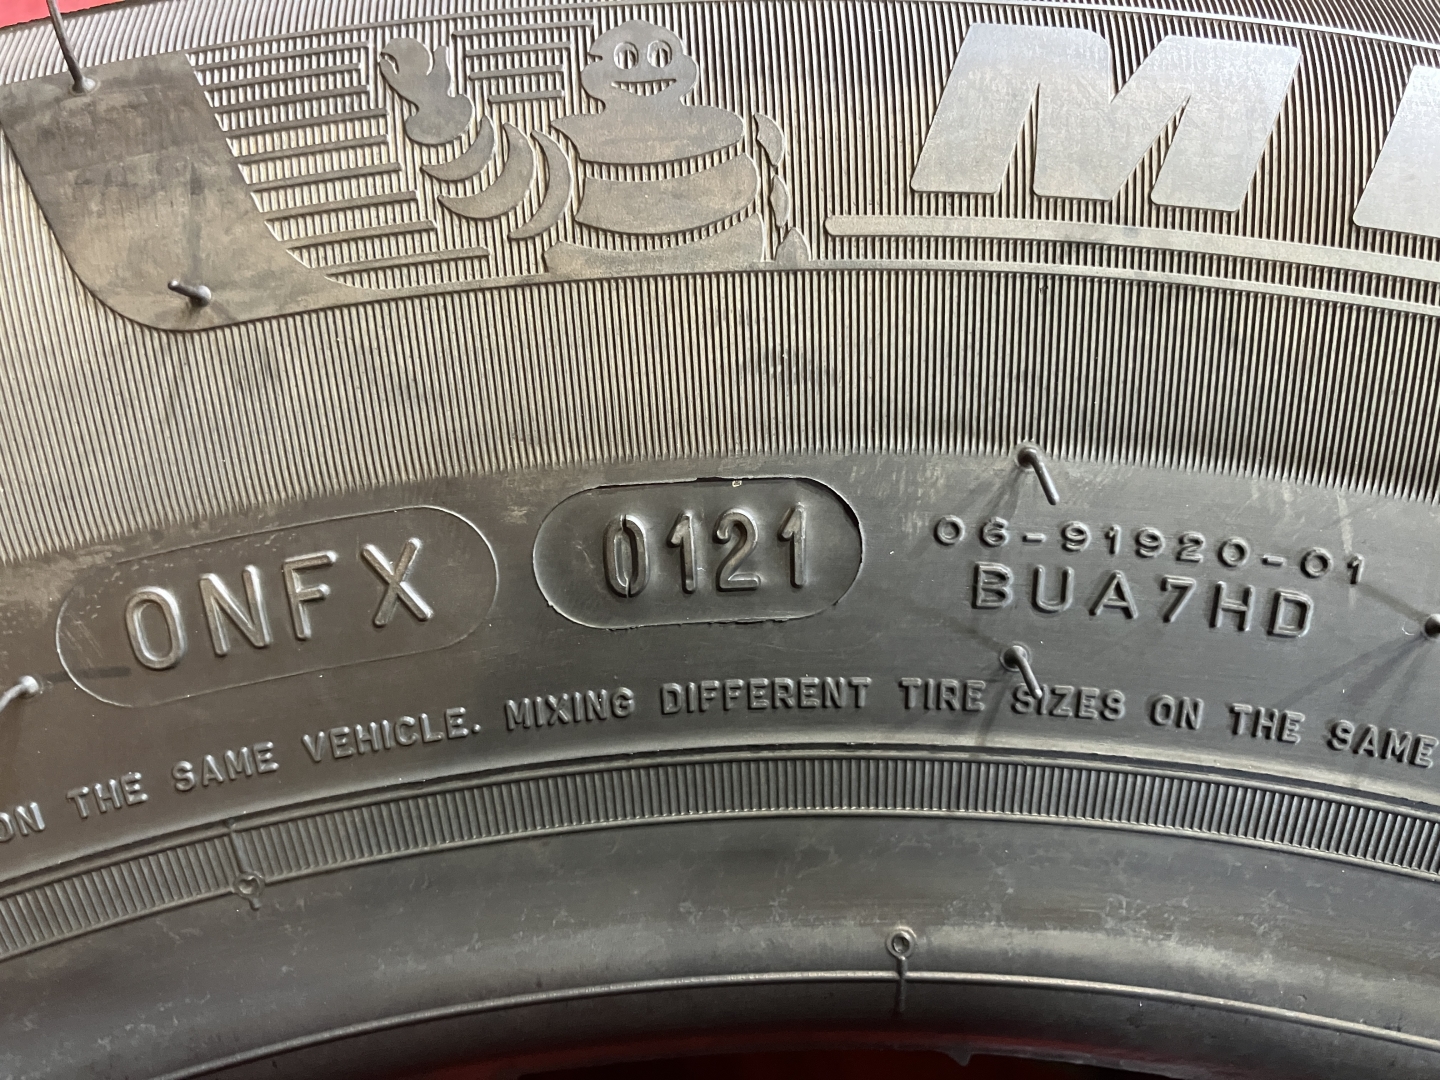 M
ONFX 0121 06-91920-01
BUA7HD
ON THE SAME VEHICLE. MIXING DIFFERENT TIRE SIZES ON THE SAME